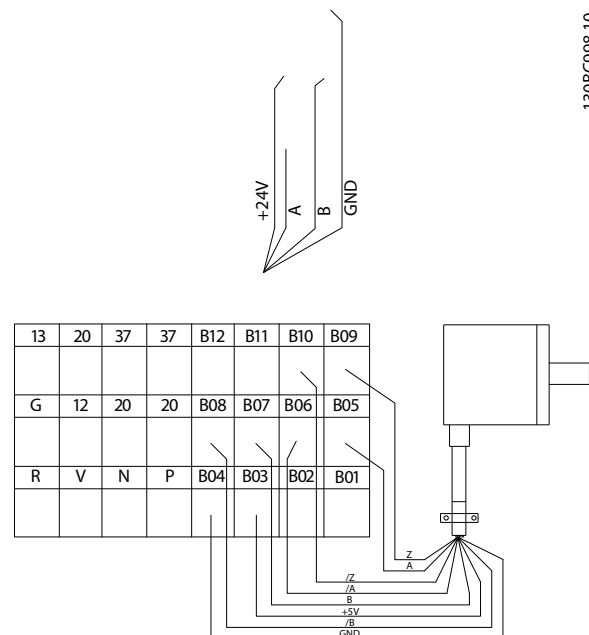 130BC998.10
+24V
A
B
GND
13 20 37 37 B12 B11 B10 B09
G 12 20 20 B08 B07 B06 B05
R V N P B04 B03 B02 B01
Z
A
/Z
/A
B
+5V
/B
GND